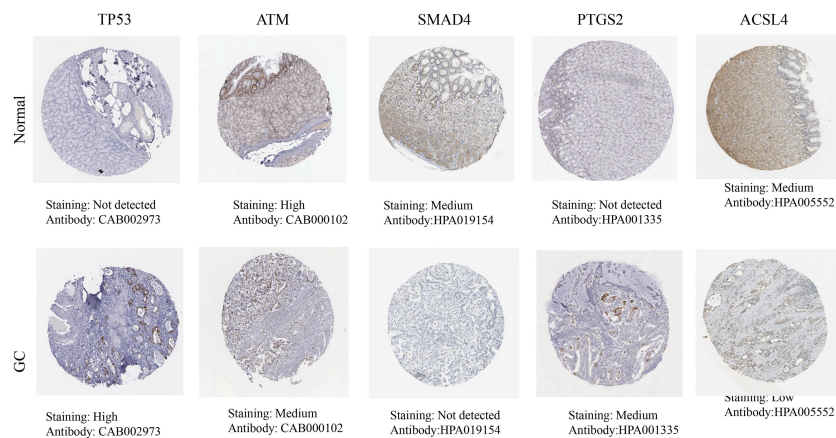 TP53 ATM SMAD4 PTGS2 ACSL4
Normal
Staining: Not detected
Antibody: CAB002973
Staining: High
Antibody: CAB000102
Staining: Medium
Antibody:HPA019154
Staining: Not detected
Antibody:HPA001335
Staining: Medium
Antibody:HPA005552
GC
Staining: High
Antibody: CAB002973
Staining: Medium
Antibody: CAB000102
Staining: Not detected
Antibody:HPA019154
Staining: Medium
Antibody:HPA001335
Staining: Low
Antibody:HPA005552